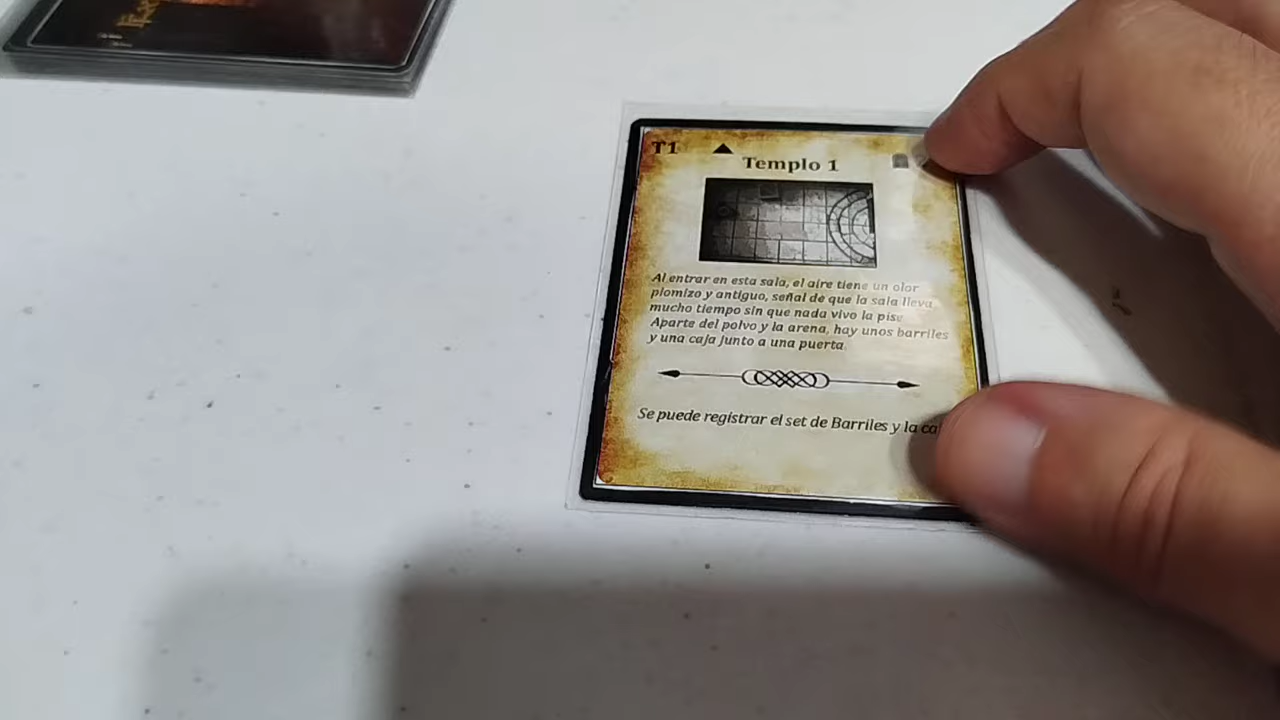 T1
Templo 1
Al entrar en esta sala, el aire tiene un olor
plomizo y antiguo, señal de que la sala lleva
mucho tiempo sin que nada vivo la pise
Aparte del polvo y la arena, hay unos barriles
y una caja junto a una puerta.
Se puede registrar el set de Barriles y la